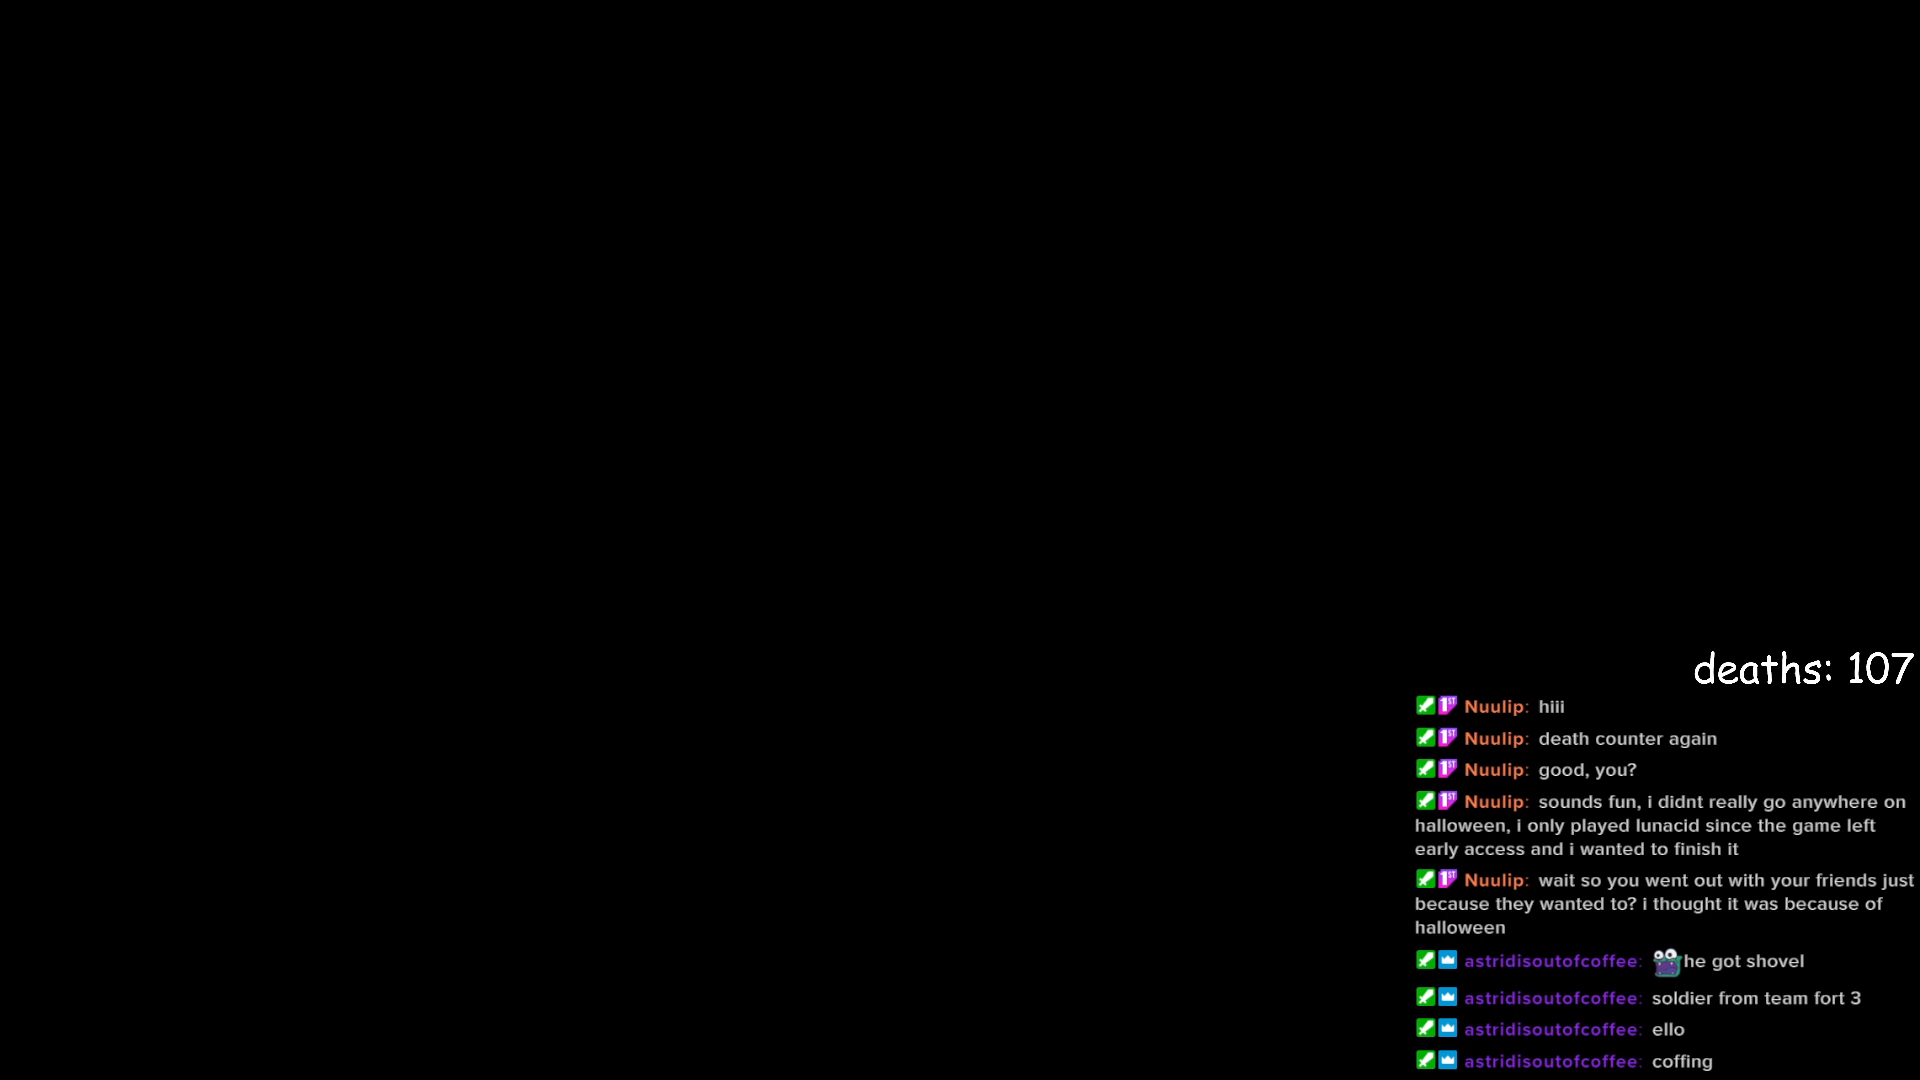 deaths: 107
Nuulip: hiii
Nuulip: death counter again
Nuulip: good, you?
Nuulip: sounds fun, i didnt really go anywhere on
halloween, i only played lunacid since the game left
early access and i wanted to finish it
Nuulip: wait so you went out with your friends just
because they wanted to? i thought it was because of
halloween
astridisoutofcoffee: he got shovel
astridisoutofcoffee: soldier from team fort 3
astridisoutofcoffee: ello
astridisoutofcoffee: coffing